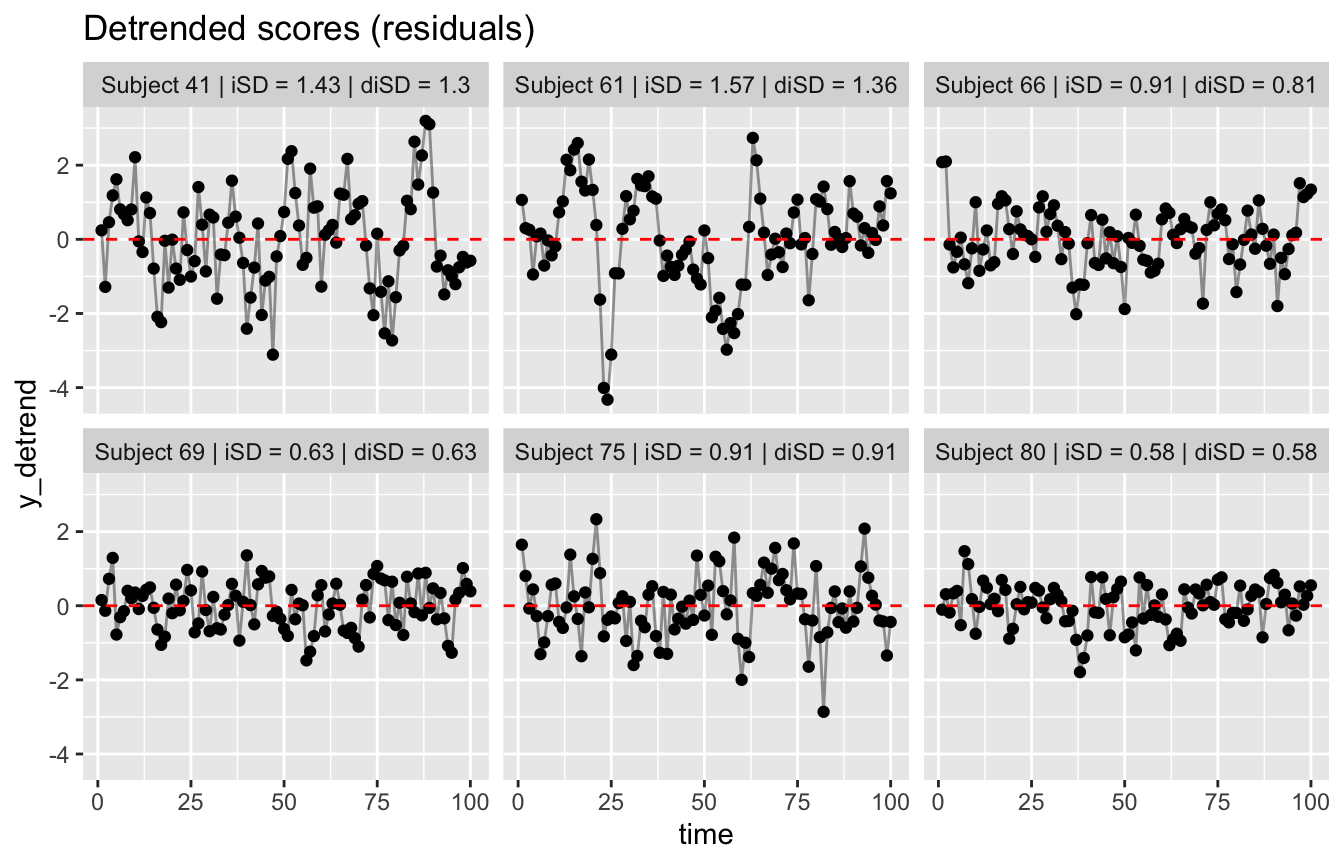 Detrended scores (residuals)
Subject 41 | iSD = 1.43 | diSD = 1.3
Subject 61 | iSD = 1.57 | diSD = 1.36
Subject 66 | iSD = 0.91 | diSD = 0.81
2
0
-2
-4
Subject 69 | iSD = 0.63 | diSD = 0.63
Subject 75 | iSD = 0.91 | diSD = 0.91
Subject 80 | iSD = 0.58 | diSD = 0.58
2
0
-2
-4
y_detrend
0 25 50 75 100
0 25 50 75 100
0 25 50 75 100
time